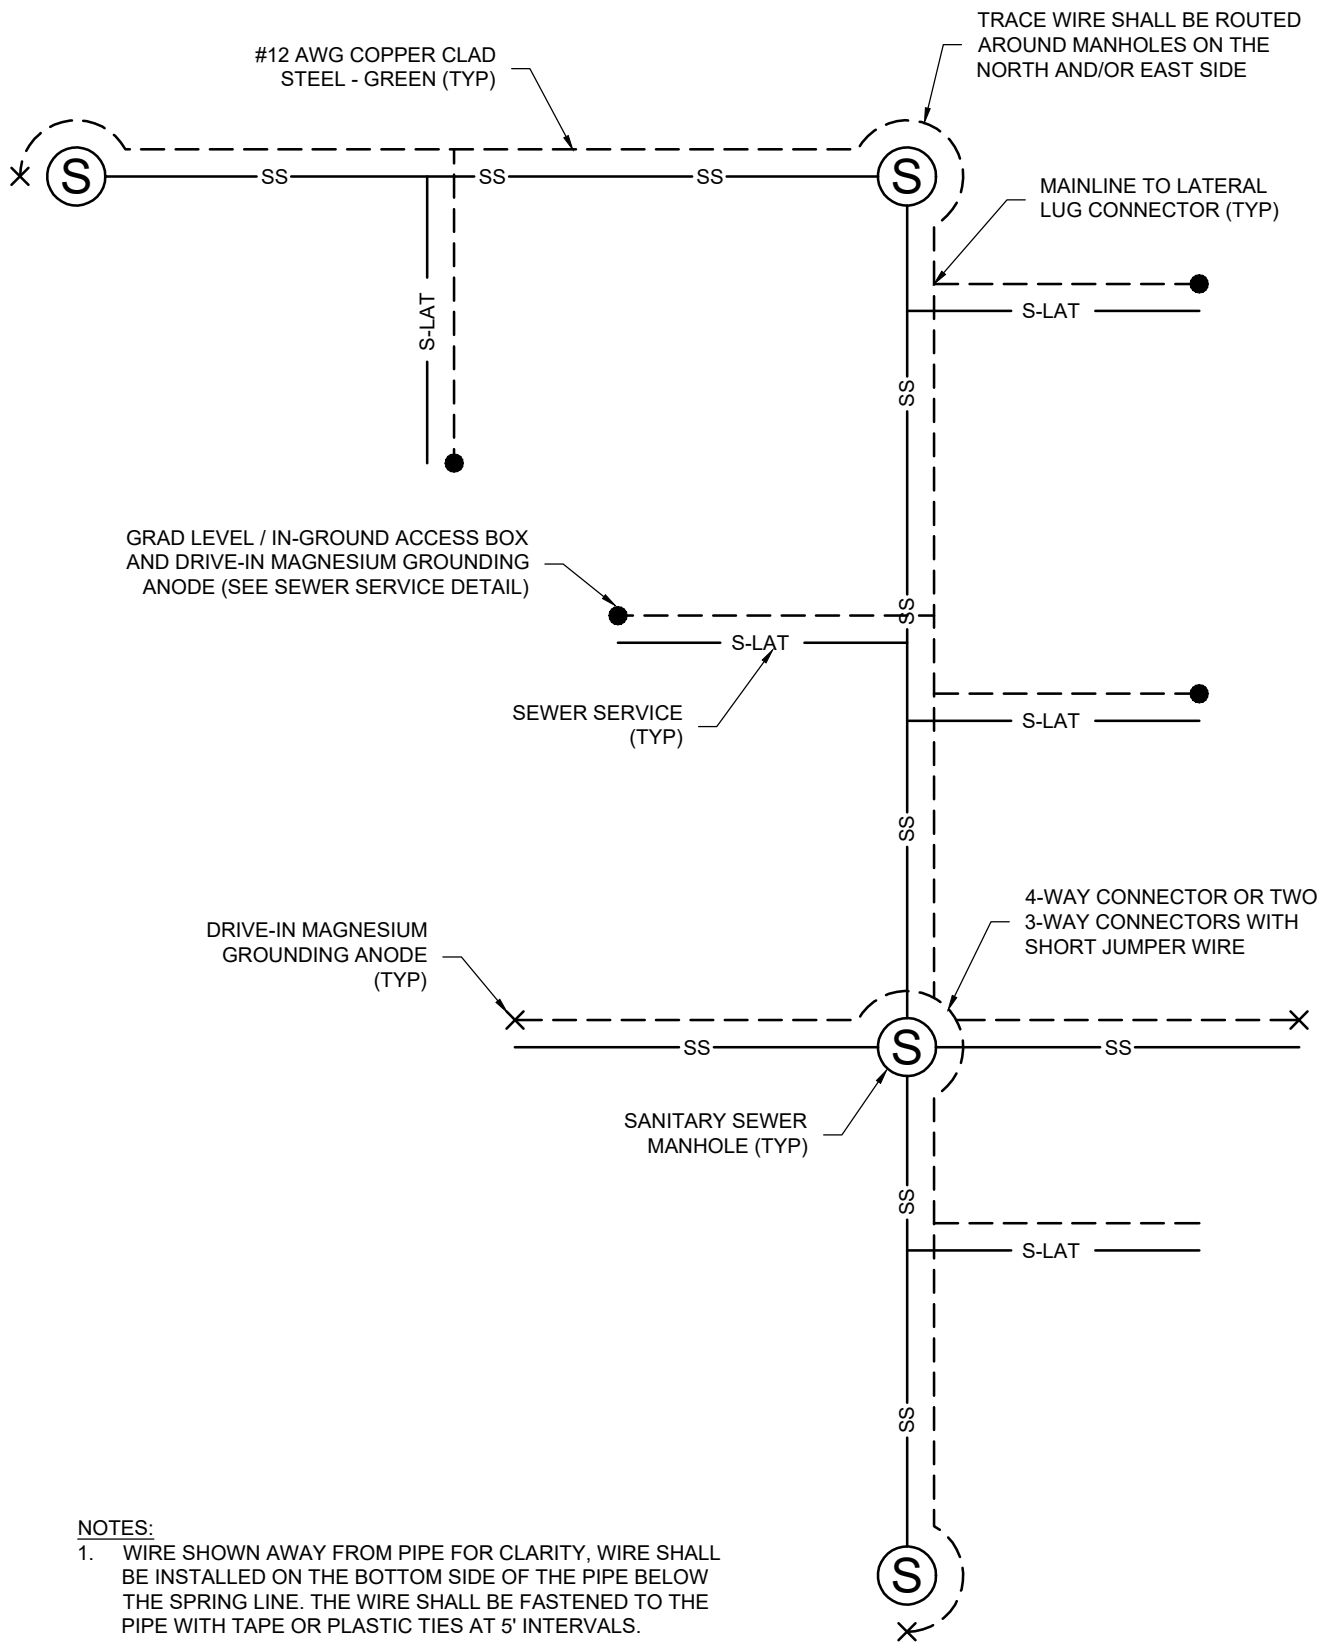 TRACE WIRE SHALL BE ROUTED
AROUND MANHOLES ON THE
NORTH AND/OR EAST SIDE
#12 AWG COPPER CLAD
STEEL - GREEN (TYP)
S
SS
SS
SS
S
MAINLINE TO LATERAL
LUG CONNECTOR (TYP)
S-LAT
S-LAT
SS
GRAD LEVEL / IN-GROUND ACCESS BOX
AND DRIVE-IN MAGNESIUM GROUNDING
ANODE (SEE SEWER SERVICE DETAIL)
SS
S-LAT
SEWER SERVICE
(TYP)
S-LAT
SS
4-WAY CONNECTOR OR TWO
3-WAY CONNECTORS WITH
SHORT JUMPER WIRE
DRIVE-IN MAGNESIUM
GROUNDING ANODE
(TYP)
SS
S
SS
SANITARY SEWER
MANHOLE (TYP)
SS
S-LAT
SS
S
NOTES:
1. WIRE SHOWN AWAY FROM PIPE FOR CLARITY, WIRE SHALL
BE INSTALLED ON THE BOTTOM SIDE OF THE PIPE BELOW
THE SPRING LINE. THE WIRE SHALL BE FASTENED TO THE
PIPE WITH TAPE OR PLASTIC TIES AT 5' INTERVALS.